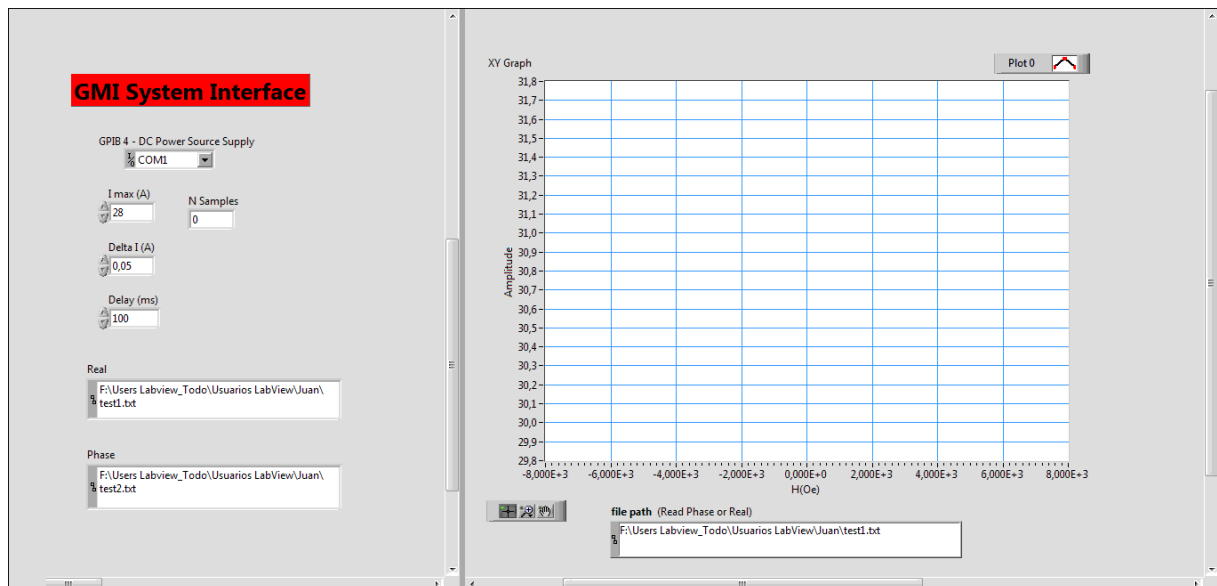 GMI System Interface
GPIB 4 - DC Power Source Supply
COM1
I max (A)
28
N Samples
0
Delta I (A)
0,05
Delay (ms)
100
Real
F:\Users Labview_Todo\Usuarios LabView\Juan\
test1.txt
Phase
F:\Users Labview_Todo\Usuarios LabView\Juan\
test2.txt
XY Graph
Plot 0
31,8
31,7
31,6
31,5
31,4
31,3
31,2
31,1
31,0
30,9
30,8
30,7
30,6
30,5
30,4
30,3
30,2
30,1
30,0
29,9
29,8
Amplitude
-8,000E+3 -6,000E+3 -4,000E+3 -2,000E+3 0,000E+0 2,000E+3 4,000E+3 6,000E+3 8,000E+3
H(Oe)
file path (Read Phase or Real)
F:\Users Labview_Todo\Usuarios LabView\Juan\test1.txt